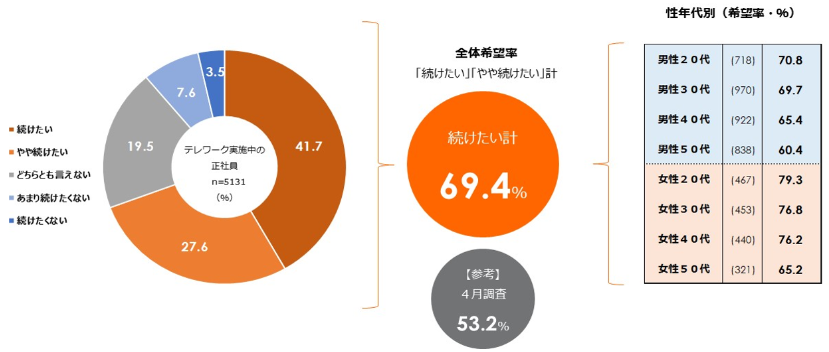 続けたい
やや続けたい
どちらとも言えない
あまり続けたくない
続けたくない
3.5
7.6
19.5
41.7
27.6
テレワーク実施中の
正社員
n=5131
（%）
全体希望率
「続けたい」「やや続けたい」計
続けたい計
69.4%
【参考】
４月調査
53.2%
性年代別（希望率・%）
男性２０代 (718) 70.8
男性３０代 (970) 69.7
男性４０代 (922) 65.4
男性５０代 (838) 60.4
女性２０代 (467) 79.3
女性３０代 (453) 76.8
女性４０代 (440) 76.2
女性５０代 (321) 65.2